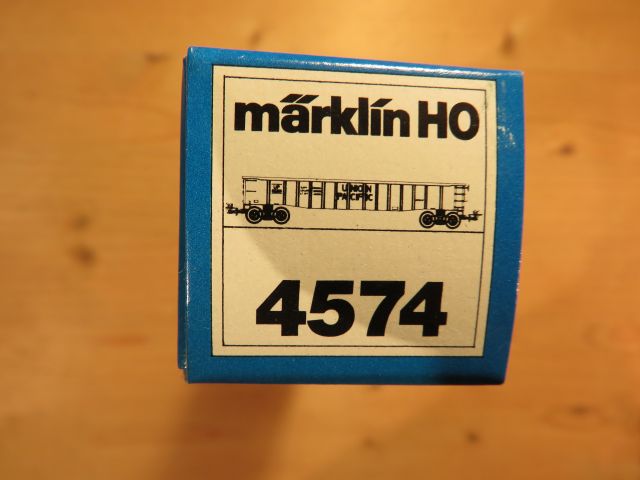 märklin HO
UNION
PACIFIC
4574